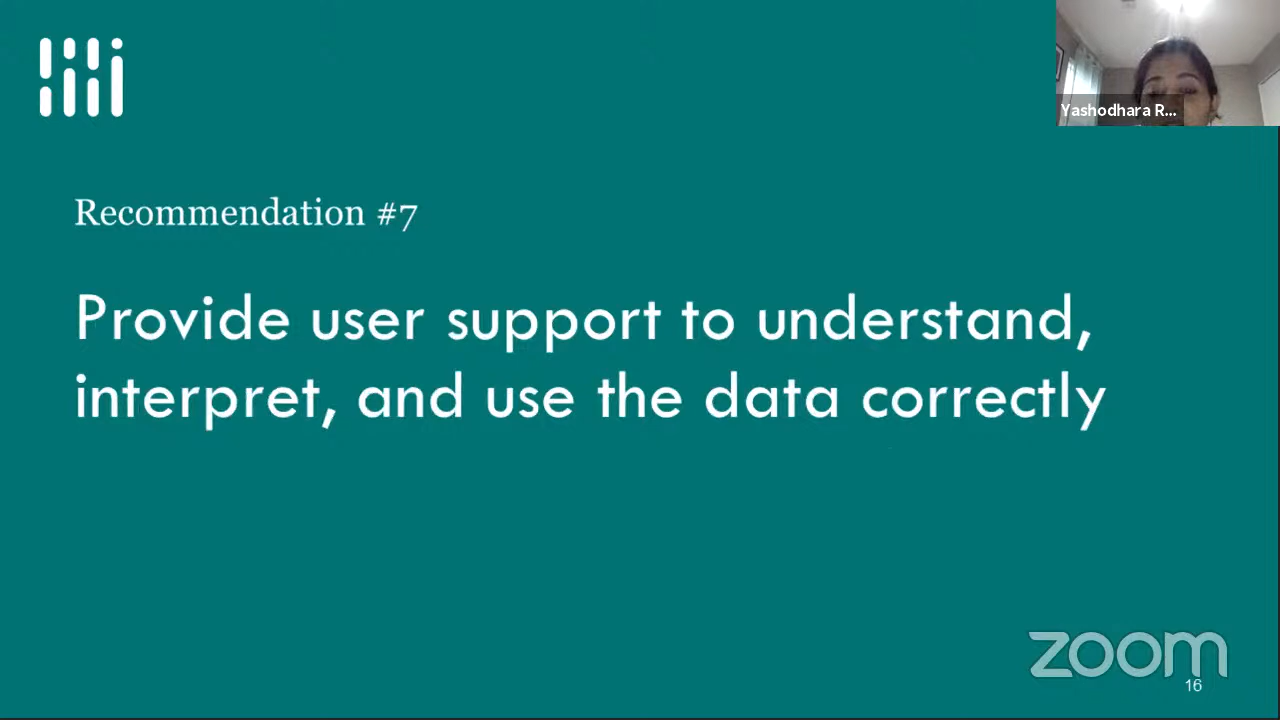 Yashodhara R...
Recommendation #7
Provide user support to understand,
interpret, and use the data correctly
zoom
16